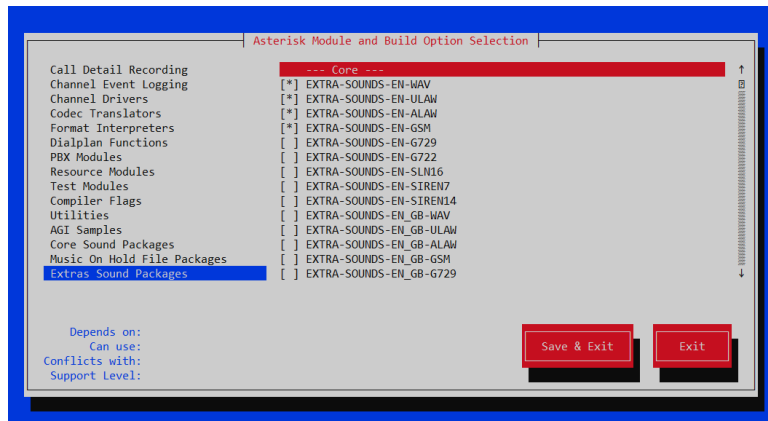 Asterisk Module and Build Option Selection
Call Detail Recording
Channel Event Logging
Channel Drivers
Codec Translators
Format Interpreters
Dialplan Functions
PBX Modules
Resource Modules
Test Modules
Compiler Flags
Utilities
AGI Samples
Core Sound Packages
Music On Hold File Packages
Extras Sound Packages
--- Core ---
[*] EXTRA-SOUNDS-EN-WAV
[*] EXTRA-SOUNDS-EN-ULAW
[*] EXTRA-SOUNDS-EN-ALAW
[*] EXTRA-SOUNDS-EN-GSM
[ ] EXTRA-SOUNDS-EN-G729
[ ] EXTRA-SOUNDS-EN-G722
[ ] EXTRA-SOUNDS-EN-SLN16
[ ] EXTRA-SOUNDS-EN-SIREN7
[ ] EXTRA-SOUNDS-EN-SIREN14
[ ] EXTRA-SOUNDS-EN_GB-WAV
[ ] EXTRA-SOUNDS-EN_GB-ULAW
[ ] EXTRA-SOUNDS-EN_GB-ALAW
[ ] EXTRA-SOUNDS-EN_GB-GSM
[ ] EXTRA-SOUNDS-EN_GB-G729
Depends on:
Can use:
Conflicts with:
Support Level:
Save & Exit
Exit